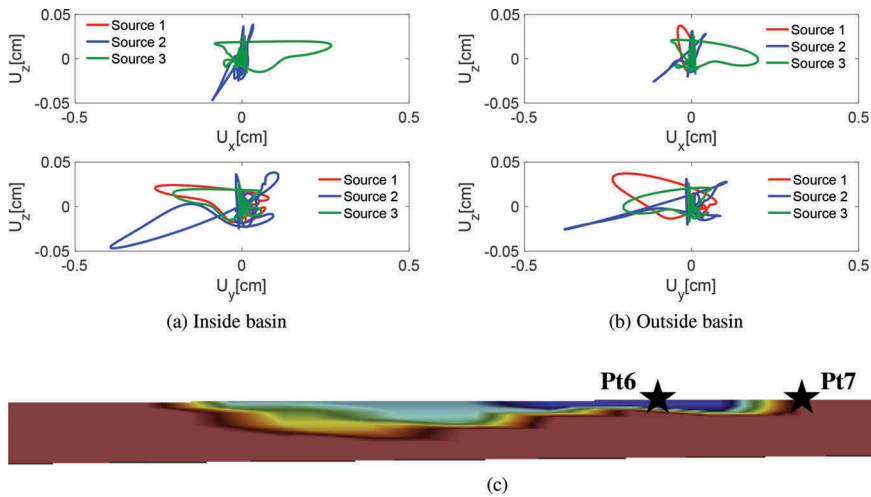 0.05
0
-0.05
U_z[cm]
Source 1
Source 2
Source 3
-0.5
0
0.5
U_x[cm]
0.05
0
-0.05
U_z[cm]
Source 1
Source 2
Source 3
-0.5
0
0.5
U_x[cm]
0.05
0
-0.05
U_z[cm]
Source 1
Source 2
Source 3
-0.5
0
0.5
U_y[cm]
0.05
0
-0.05
U_z[cm]
Source 1
Source 2
Source 3
-0.5
0
0.5
U_y[cm]
(a) Inside basin
(b) Outside basin
Pt6
Pt7
(c)